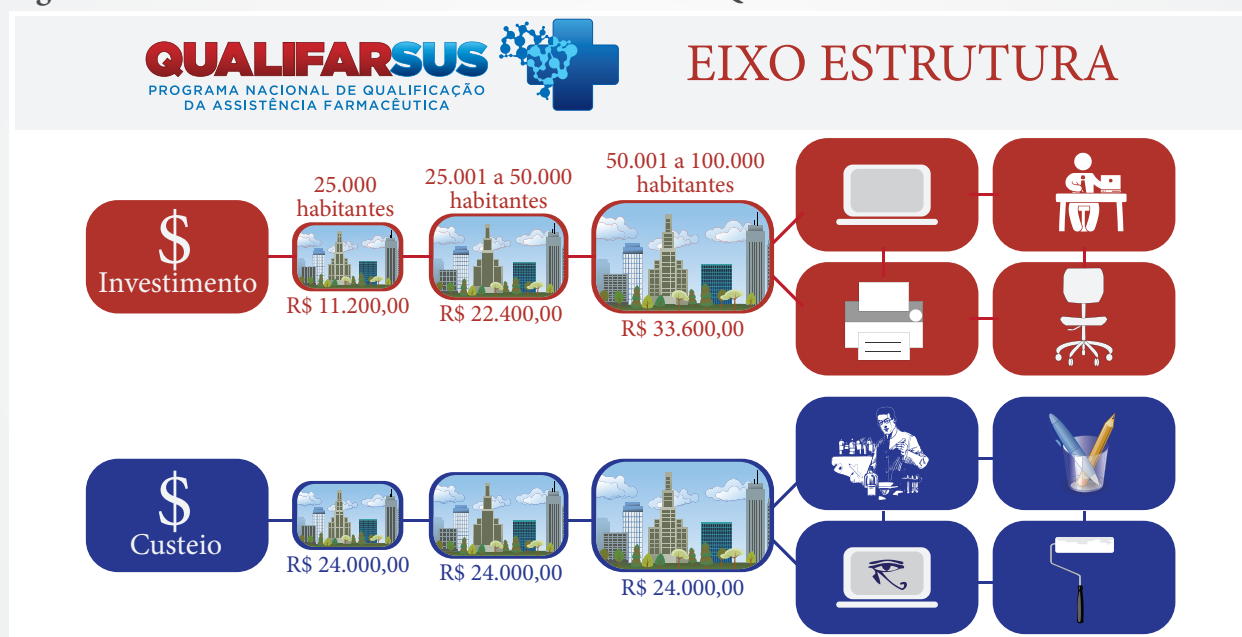 QUALIFARSUS
PROGRAMA NACIONAL DE QUALIFICAÇÃO
DA ASSISTÊNCIA FARMACÊUTICA
EIXO ESTRUTURA
$
Investimento
25.000
habitantes
R$ 11.200,00
25.001 a 50.000
habitantes
R$ 22.400,00
50.001 a 100.000
habitantes
R$ 33.600,00
$
Custeio
R$ 24.000,00
R$ 24.000,00
R$ 24.000,00